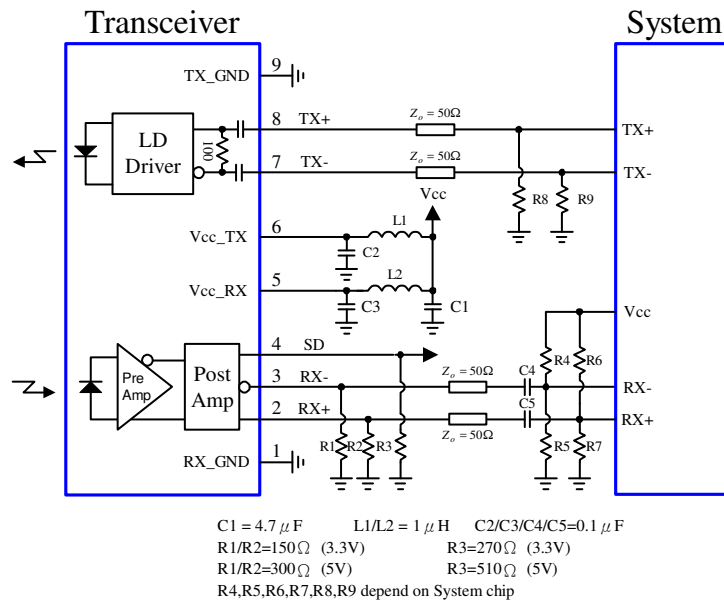 Transceiver
System
TX_GND
9
LD
Driver
100
8
TX+
Z_o = 50Ω
TX+
7
TX-
Z_o = 50Ω
TX-
R8
R9
Vcc
Vcc_TX
6
L1
C2
Vcc_RX
5
L2
C3
C1
Vcc
4
SD
Pre
Amp
Post
Amp
3
RX-
Z_o = 50Ω
C4
R4
R6
RX-
2
RX+
Z_o = 50Ω
C5
RX+
R1
R2
R3
R5
R7
RX_GND
1
C1 = 4.7 μF L1/L2 = 1 μH C2/C3/C4/C5=0.1 μF
R1/R2=150Ω (3.3V) R3=270Ω (3.3V)
R1/R2=300Ω (5V) R3=510Ω (5V)
R4,R5,R6,R7,R8,R9 depend on System chip